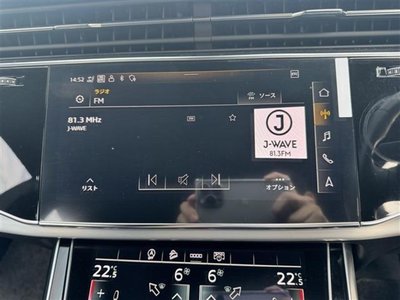 14:52
ラジオ
FM
ソース
81.3 MHz
J-WAVE
J
J-WAVE
81.3FM
リスト
オプション
22°.5
6
6
22°.5